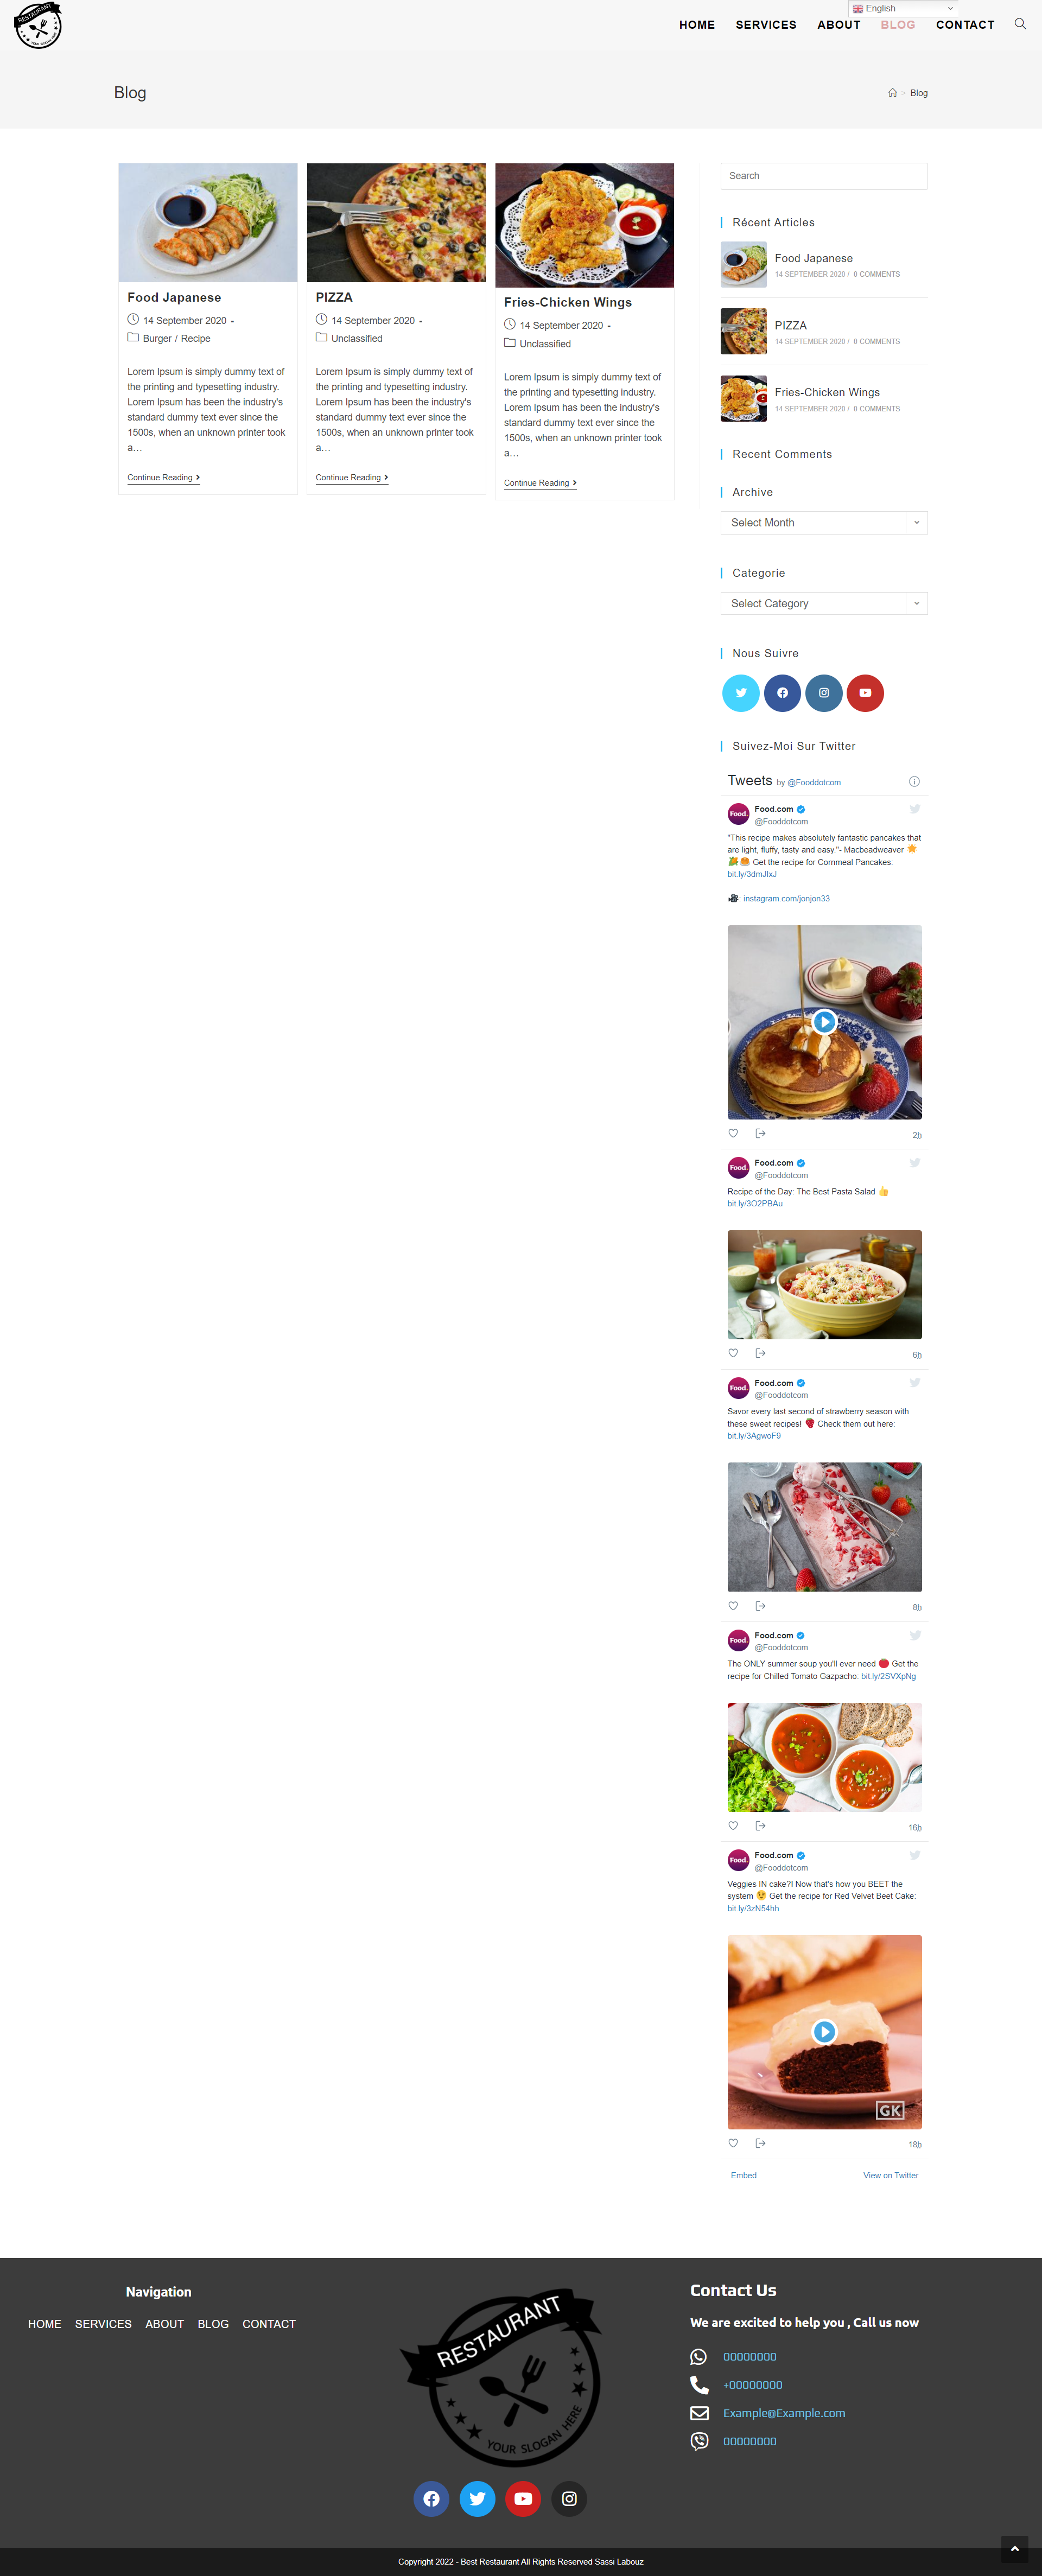 RESTAURANT
YOUR SLOGAN HERE
English
HOME SERVICES ABOUT BLOG CONTACT
Blog
> Blog
Food Japanese
14 September 2020 -
Burger / Recipe
Lorem Ipsum is simply dummy text of
the printing and typesetting industry.
Lorem Ipsum has been the industry's
standard dummy text ever since the
1500s, when an unknown printer took
a…
Continue Reading
PIZZA
14 September 2020 -
Unclassified
Lorem Ipsum is simply dummy text of
the printing and typesetting industry.
Lorem Ipsum has been the industry's
standard dummy text ever since the
1500s, when an unknown printer took
a…
Continue Reading
Fries-Chicken Wings
14 September 2020 -
Unclassified
Lorem Ipsum is simply dummy text of
the printing and typesetting industry.
Lorem Ipsum has been the industry's
standard dummy text ever since the
1500s, when an unknown printer took
a…
Continue Reading
Search
Récent Articles
Food Japanese
14 SEPTEMBER 2020 / 0 COMMENTS
PIZZA
14 SEPTEMBER 2020 / 0 COMMENTS
Fries-Chicken Wings
14 SEPTEMBER 2020 / 0 COMMENTS
Recent Comments
Archive
Select Month
Categorie
Select Category
Nous Suivre
Suivez-Moi Sur Twitter
Tweets by @Fooddotcom
Food.
Food.com
@Fooddotcom
"This recipe makes absolutely fantastic pancakes that
are light, fluffy, tasty and easy."- Macbeadweaver 🌟
🌽🥞 Get the recipe for Cornmeal Pancakes:
bit.ly/3dmJIxJ
🎥: instagram.com/jonjon33
2h
Food.
Food.com
@Fooddotcom
Recipe of the Day: The Best Pasta Salad 👍
bit.ly/3O2PBAu
6h
Food.
Food.com
@Fooddotcom
Savor every last second of strawberry season with
these sweet recipes! 🍓 Check them out here:
bit.ly/3AgwoF9
8h
Food.
Food.com
@Fooddotcom
The ONLY summer soup you'll ever need 🍅 Get the
recipe for Chilled Tomato Gazpacho: bit.ly/2SVXpNg
16h
Food.
Food.com
@Fooddotcom
Veggies IN cake?! Now that's how you BEET the
system 😉 Get the recipe for Red Velvet Beet Cake:
bit.ly/3zN54hh
GK
18h
Embed View on Twitter
Navigation
HOME SERVICES ABOUT BLOG CONTACT
RESTAURANT
YOUR SLOGAN HERE
Contact Us
We are excited to help you , Call us now
00000000
+00000000
Example@Example.com
00000000
Copyright 2022 - Best Restaurant All Rights Reserved Sassi Labouz